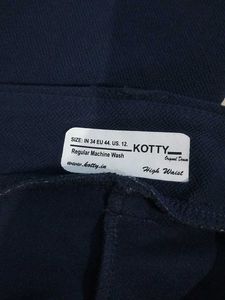 SIZE: IN 34 EU 44. US. 12.
KOTTY
Regular Machine Wash
Original Denim
www.kotty.in
High Waist